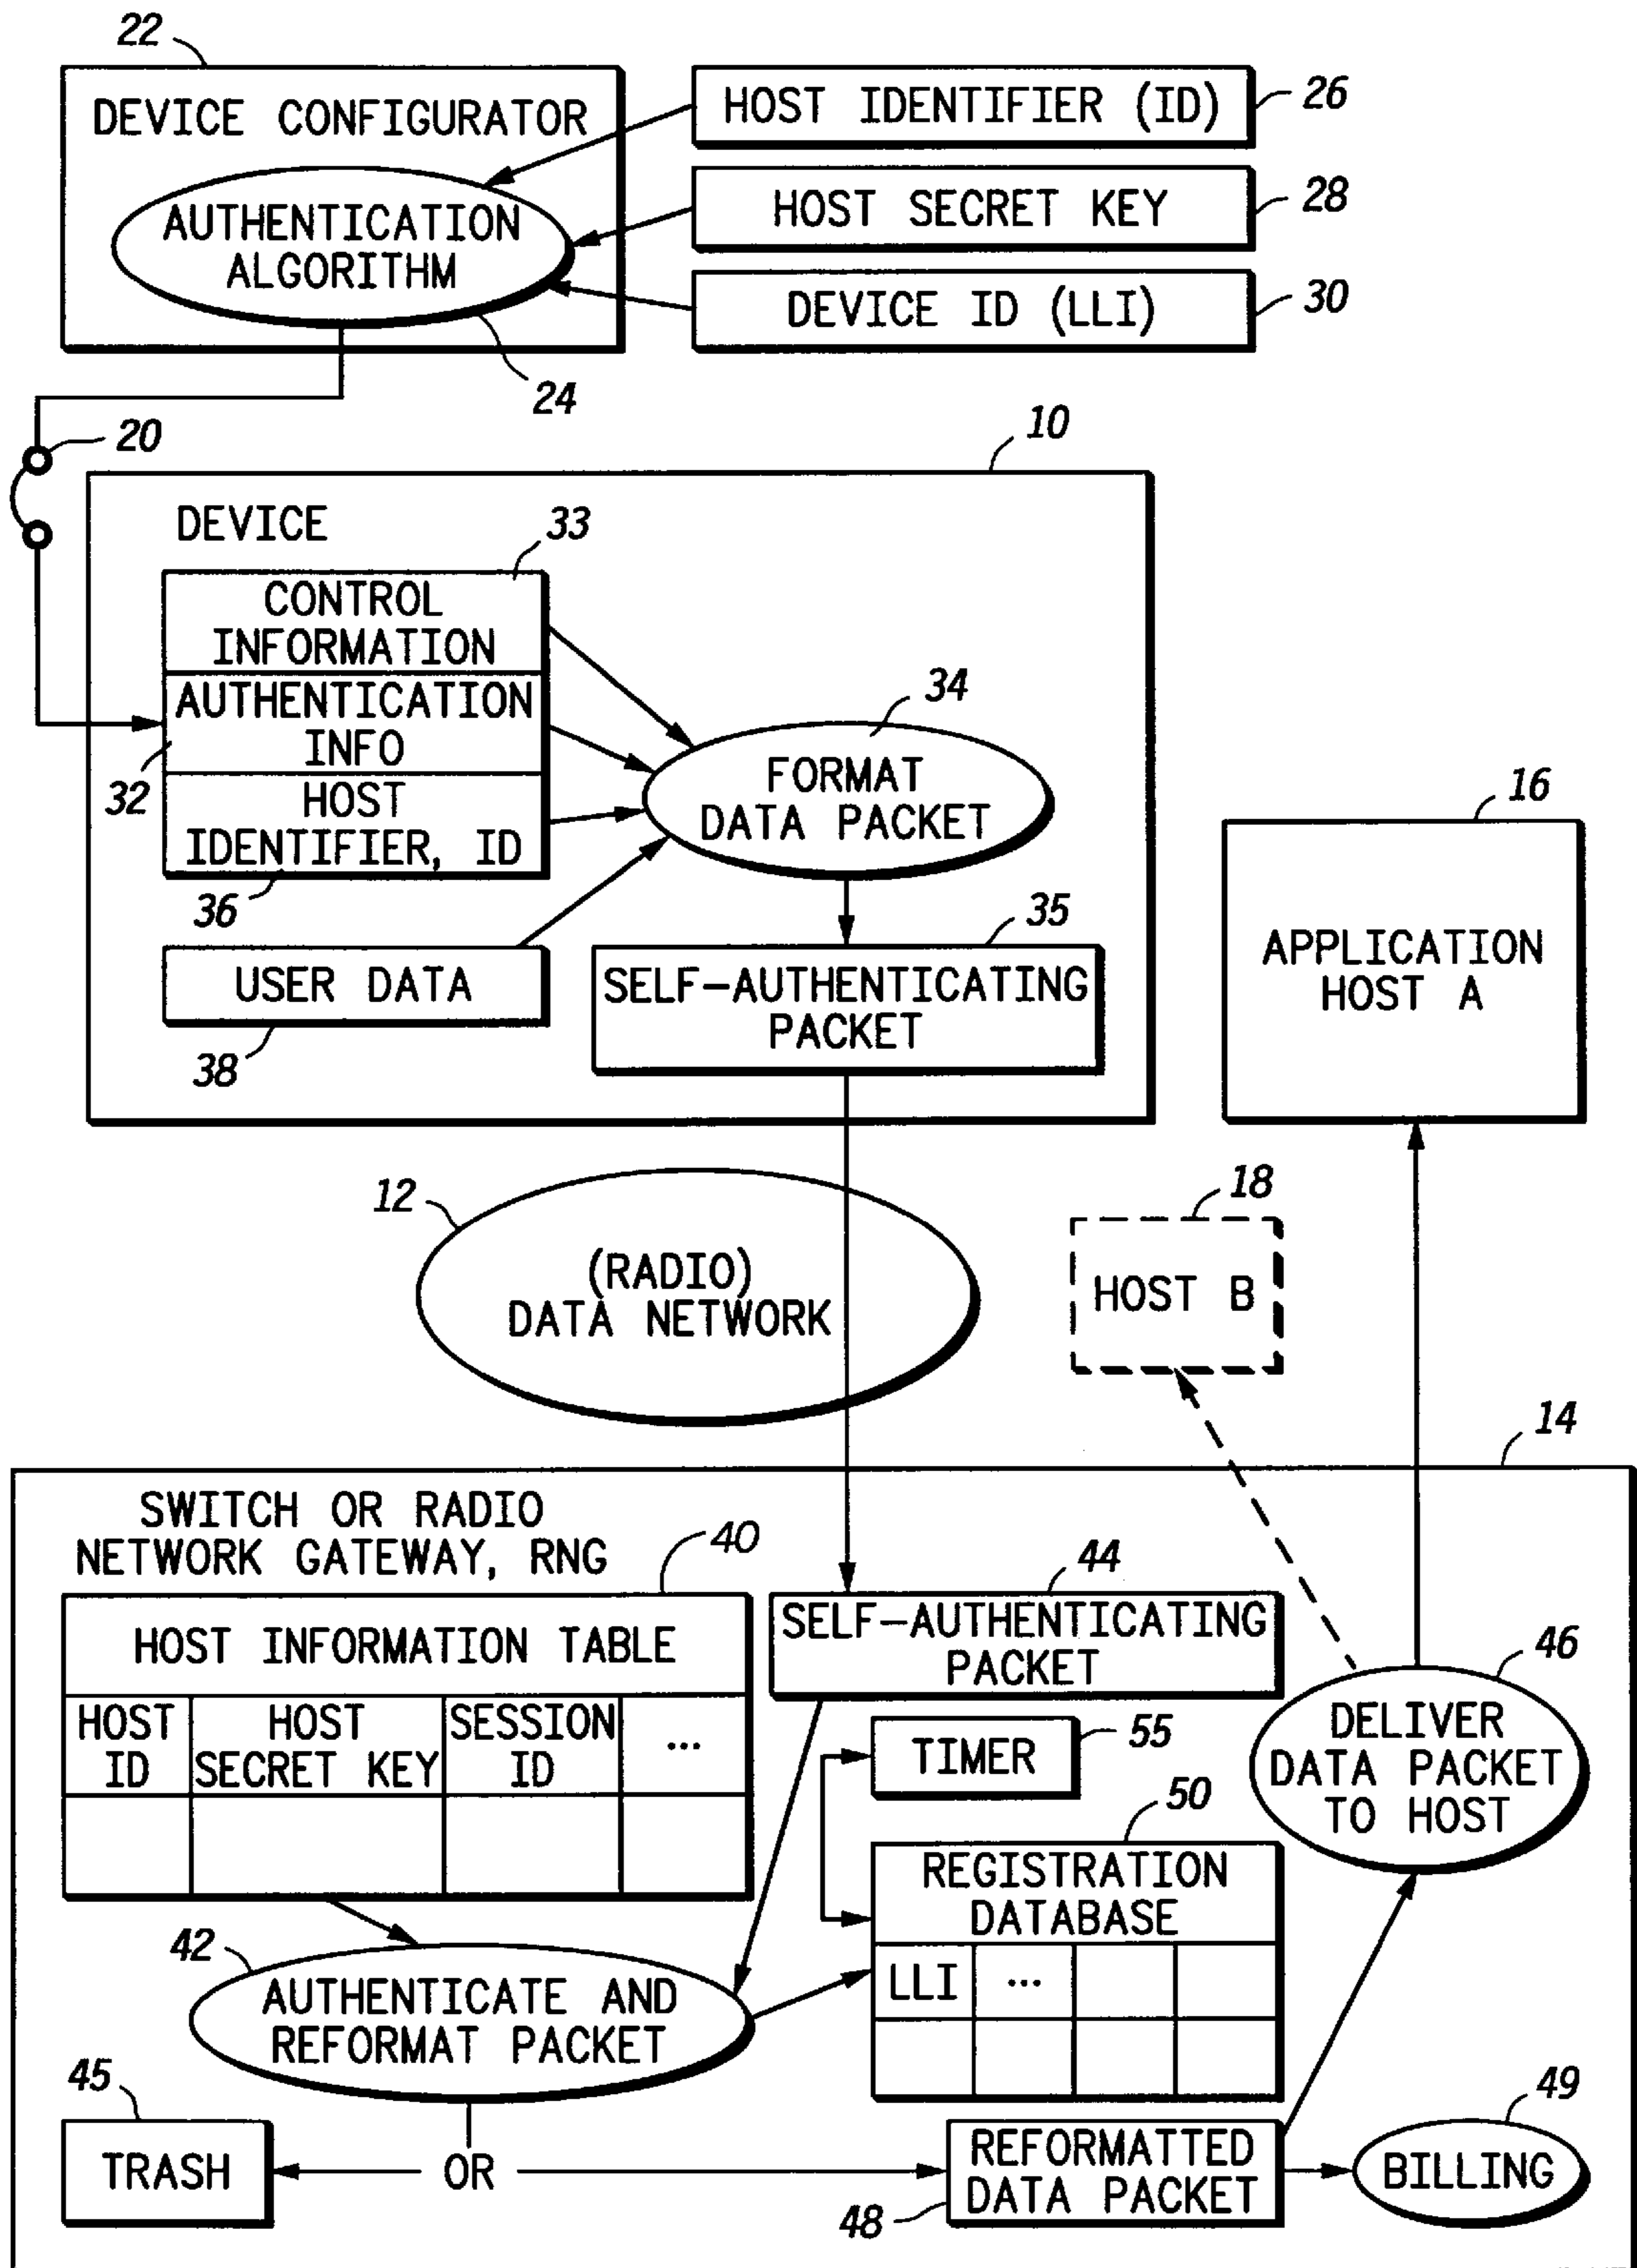 22
DEVICE CONFIGURATOR
AUTHENTICATION
ALGORITHM
24
HOST IDENTIFIER (ID)
26
HOST SECRET KEY
28
DEVICE ID (LLI)
30
20
10
DEVICE
33
CONTROL
INFORMATION
AUTHENTICATION
INFO
32
HOST
IDENTIFIER, ID
36
USER DATA
38
34
FORMAT
DATA PACKET
35
SELF-AUTHENTICATING
PACKET
16
APPLICATION
HOST A
12
(RADIO)
DATA NETWORK
18
HOST B
14
SWITCH OR RADIO
NETWORK GATEWAY, RNG
40
HOST INFORMATION TABLE
HOST
ID
HOST
SECRET KEY
SESSION
ID
...
44
SELF-AUTHENTICATING
PACKET
TIMER
55
46
DELIVER
DATA PACKET
TO HOST
50
REGISTRATION
DATABASE
LLI
...
42
AUTHENTICATE AND
REFORMAT PACKET
45
TRASH
OR
REFORMATTED
DATA PACKET
48
49
BILLING